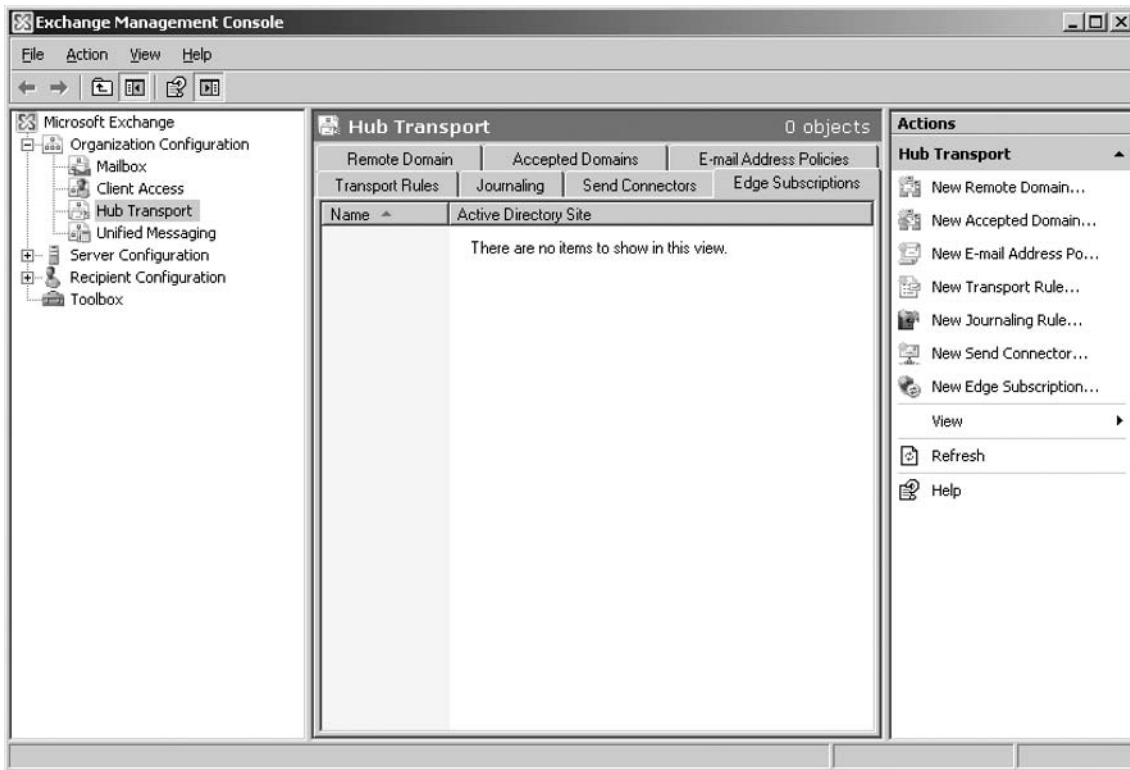 Exchange Management Console
File Action View Help
Microsoft Exchange
Organization Configuration
Mailbox
Client Access
Hub Transport
Unified Messaging
Server Configuration
Recipient Configuration
Toolbox
Hub Transport 0 objects
Remote Domain Accepted Domains E-mail Address Policies
Transport Rules Journaling Send Connectors Edge Subscriptions
Name Active Directory Site
There are no items to show in this view.
Actions
Hub Transport
New Remote Domain...
New Accepted Domain...
New E-mail Address Po...
New Transport Rule...
New Journaling Rule...
New Send Connector...
New Edge Subscription...
View
Refresh
Help